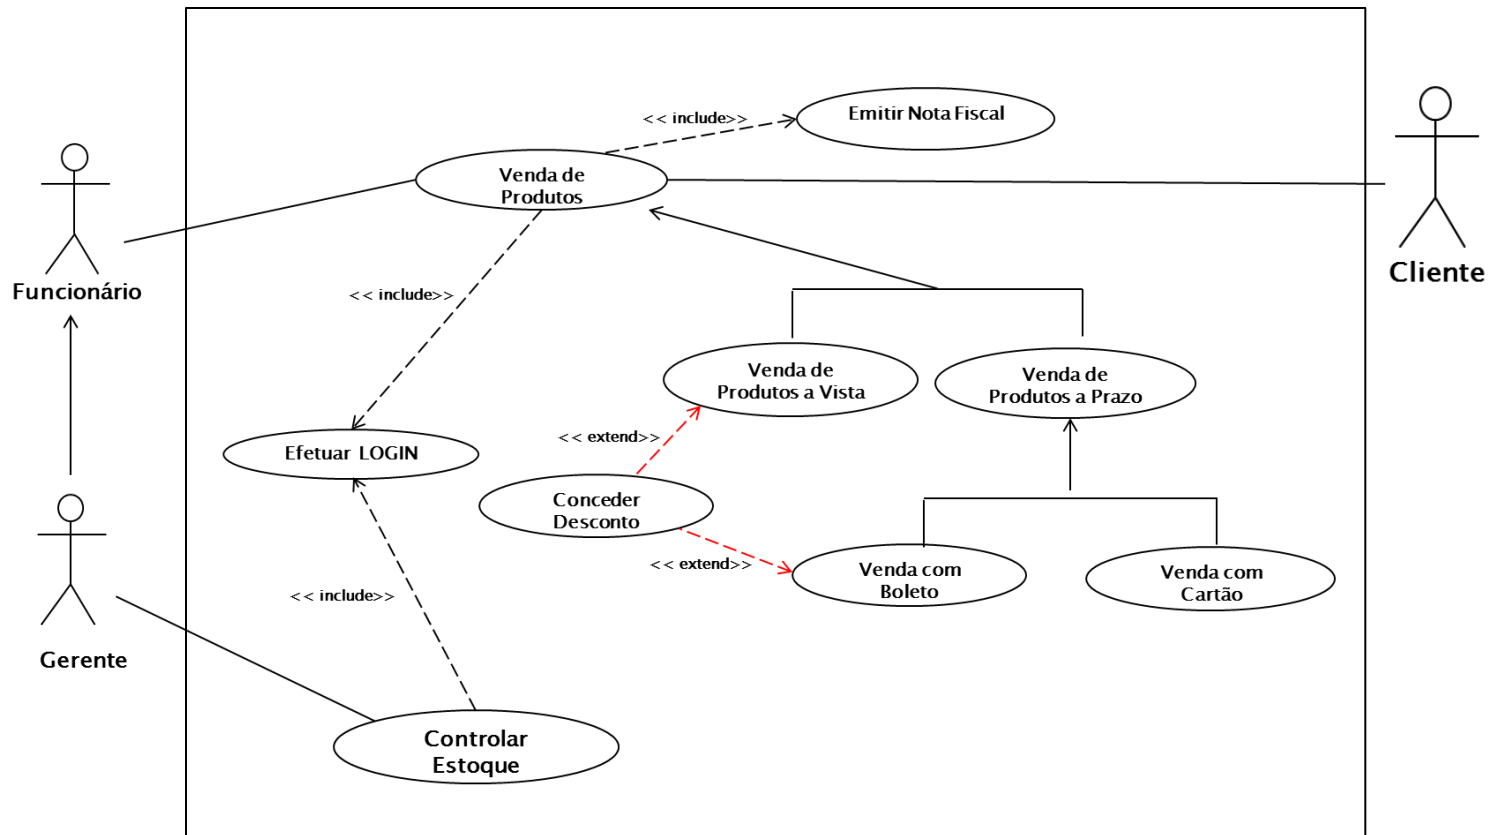 Emitir Nota Fiscal
<< include>>
Venda de
Produtos
Cliente
Funcionário
<< include>>
Venda de
Produtos a Vista
Venda de
Produtos a Prazo
<< extend>>
Efetuar LOGIN
Conceder
Desconto
<< extend>>
Venda com
Boleto
Venda com
Cartão
<< include>>
Gerente
Controlar
Estoque